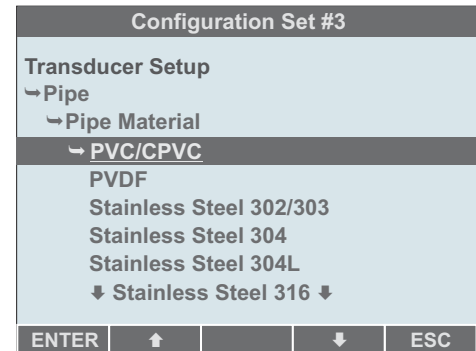 Configuration Set #3
Transducer Setup
➥Pipe
➥Pipe Material
➥ PVC/CPVC
PVDF
Stainless Steel 302/303
Stainless Steel 304
Stainless Steel 304L
🡇 Stainless Steel 316 🡇
ENTER 🡅 🡇 ESC